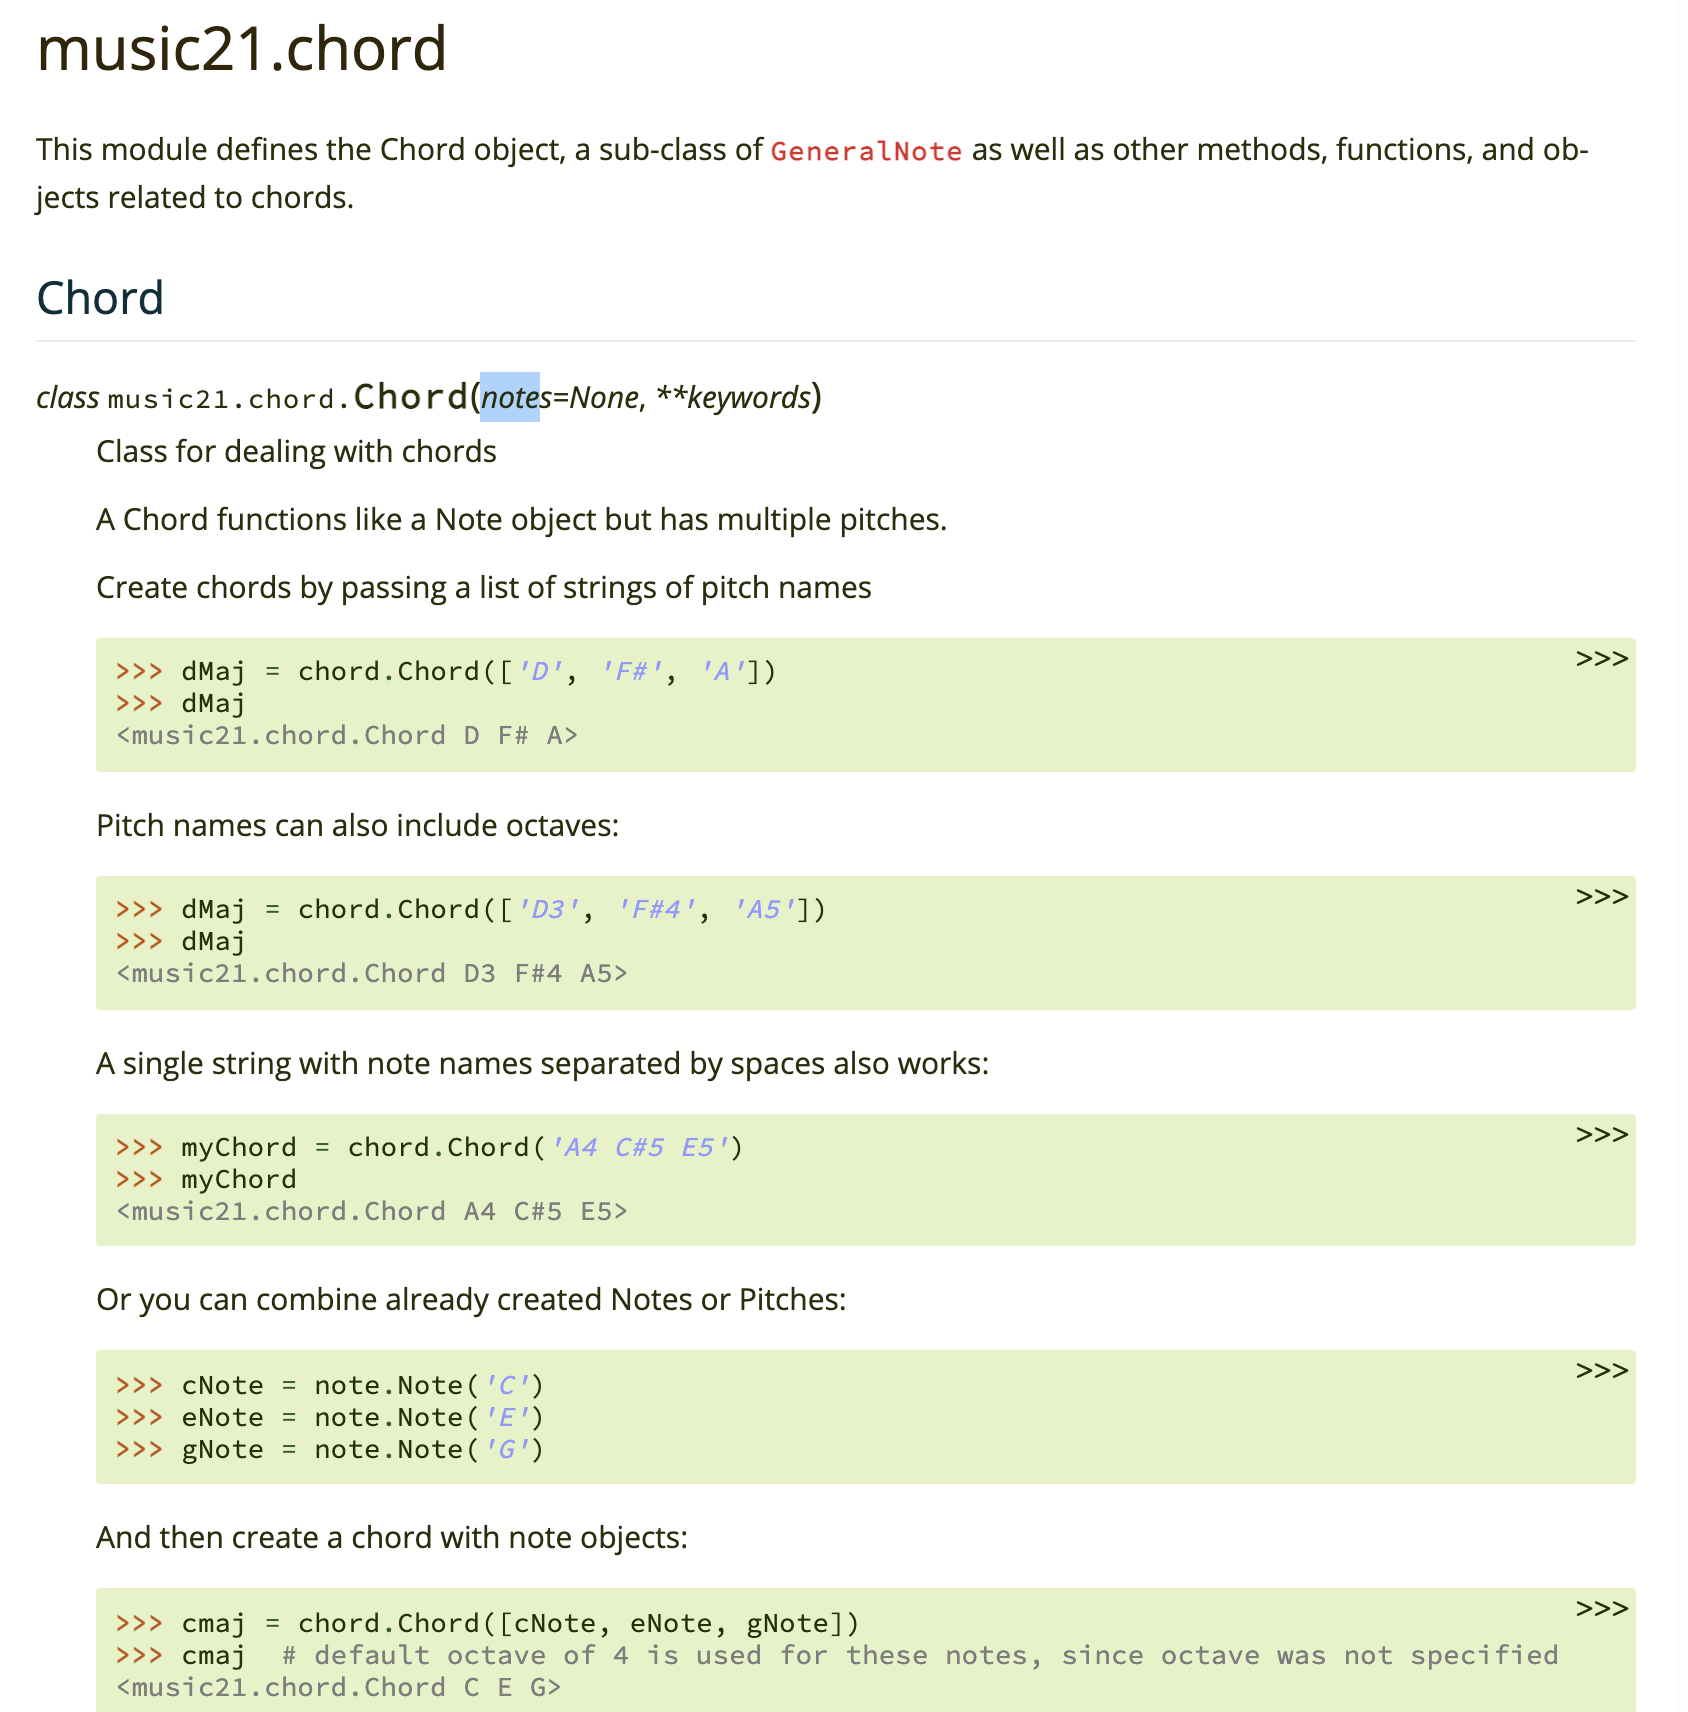 music21.chord
This module defines the Chord object, a sub-class of GeneralNote as well as other methods, functions, and ob-
jects related to chords.
Chord
class music21.chord.Chord(notes=None, **keywords)
Class for dealing with chords
A Chord functions like a Note object but has multiple pitches.
Create chords by passing a list of strings of pitch names
>>> dMaj = chord.Chord(['D', 'F#', 'A']) >>>
>>> dMaj
<music21.chord.Chord D F# A>
Pitch names can also include octaves:
>>> dMaj = chord.Chord(['D3', 'F#4', 'A5']) >>>
>>> dMaj
<music21.chord.Chord D3 F#4 A5>
A single string with note names separated by spaces also works:
>>> myChord = chord.Chord('A4 C#5 E5') >>>
>>> myChord
<music21.chord.Chord A4 C#5 E5>
Or you can combine already created Notes or Pitches:
>>> cNote = note.Note('C') >>>
>>> eNote = note.Note('E')
>>> gNote = note.Note('G')
And then create a chord with note objects:
>>> cmaj = chord.Chord([cNote, eNote, gNote]) >>>
>>> cmaj  # default octave of 4 is used for these notes, since octave was not specified
<music21.chord.Chord C E G>